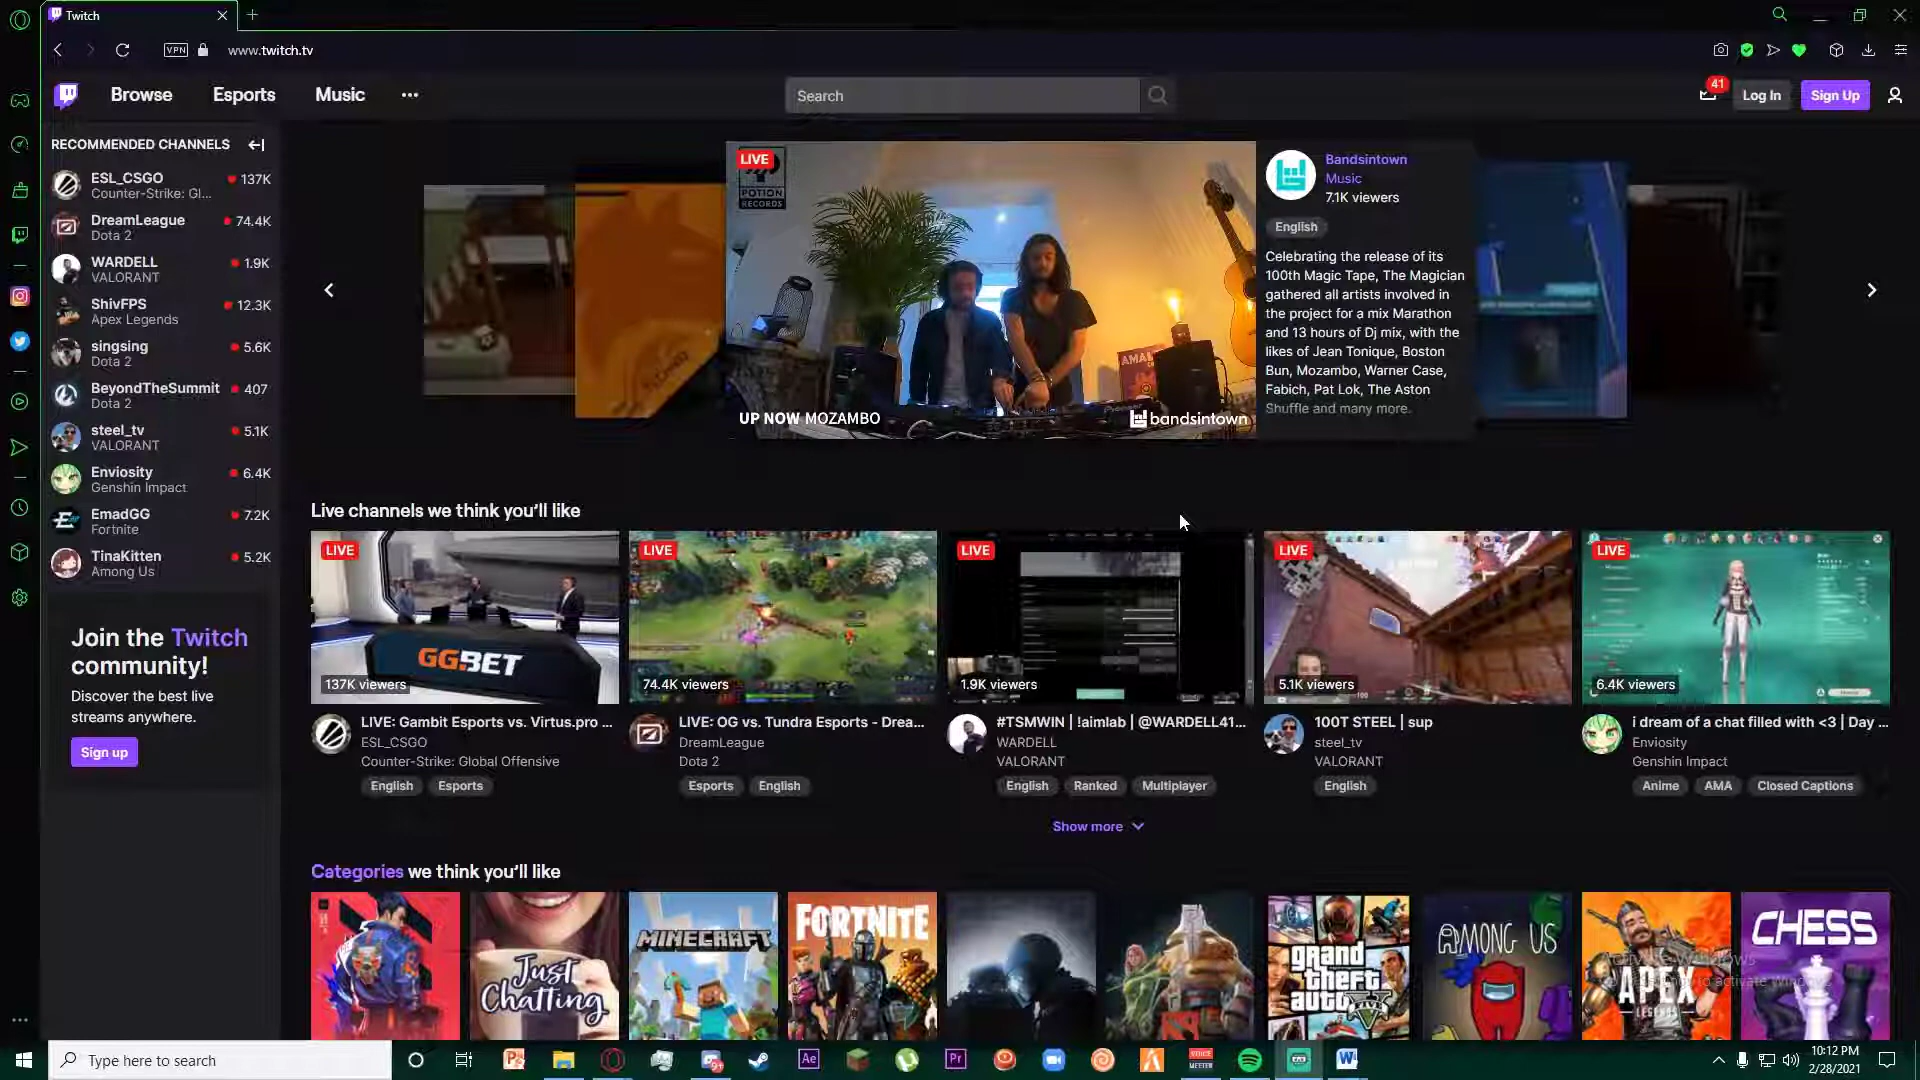 Twitch
VPN
www.twitch.tv
Browse
Esports
Music
Search
41
Log In
Sign Up
RECOMMENDED CHANNELS
ESL_CSGO
Counter-Strike: Gl...
137K
DreamLeague
Dota 2
74.4K
WARDELL
VALORANT
1.9K
ShivFPS
Apex Legends
12.3K
singsing
Dota 2
5.6K
BeyondTheSummit
Dota 2
407
steel_tv
VALORANT
5.1K
Enviosity
Genshin Impact
6.4K
EmadGG
Fortnite
7.2K
TinaKitten
Among Us
5.2K
Join the Twitch
community!
Discover the best live
streams anywhere.
Sign up
LIVE
POTION
RECORDS
UP NOW MOZAMBO
bandsintown
Bandsintown
Music
7.1K viewers
English
Celebrating the release of its
100th Magic Tape, The Magician
gathered all artists involved in
the project for a mix Marathon
and 13 hours of Dj mix, with the
likes of Jean Tonique, Boston
Bun, Mozambo, Warner Case,
Fabich, Pat Lok, The Aston
Shuffle and many more.
Live channels we think you'll like
LIVE
GG.BET
137K viewers
LIVE: Gambit Esports vs. Virtus.pro ...
ESL_CSGO
Counter-Strike: Global Offensive
English Esports
LIVE
74.4K viewers
LIVE: OG vs. Tundra Esports - Drea...
DreamLeague
Dota 2
Esports English
LIVE
1.9K viewers
#TSMWIN | !aimlab | @WARDELL41...
WARDELL
VALORANT
English Ranked Multiplayer
LIVE
5.1K viewers
100T STEEL | sup
steel_tv
VALORANT
English
LIVE
6.4K viewers
i dream of a chat filled with <3 | Day ...
Enviosity
Genshin Impact
Anime AMA Closed Captions
Show more
Categories we think you'll like
Just
Chatting
MINECRAFT
FORTNITE
grand
theft
auto
V
AMONG US
APEX
LEGENDS
CHESS
Activate Windows
Type here to search
Ae
Pr
10:12 PM
2/28/2021